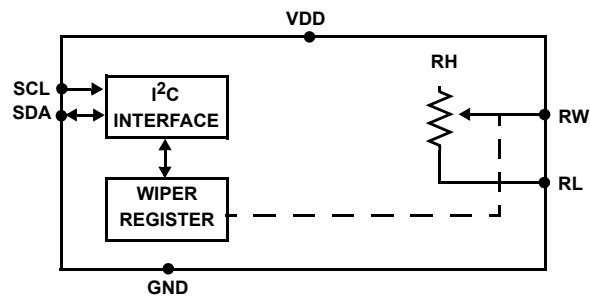 VDD
RH
SCL
SDA
I²C
INTERFACE
RW
WIPER
REGISTER
RL
GND